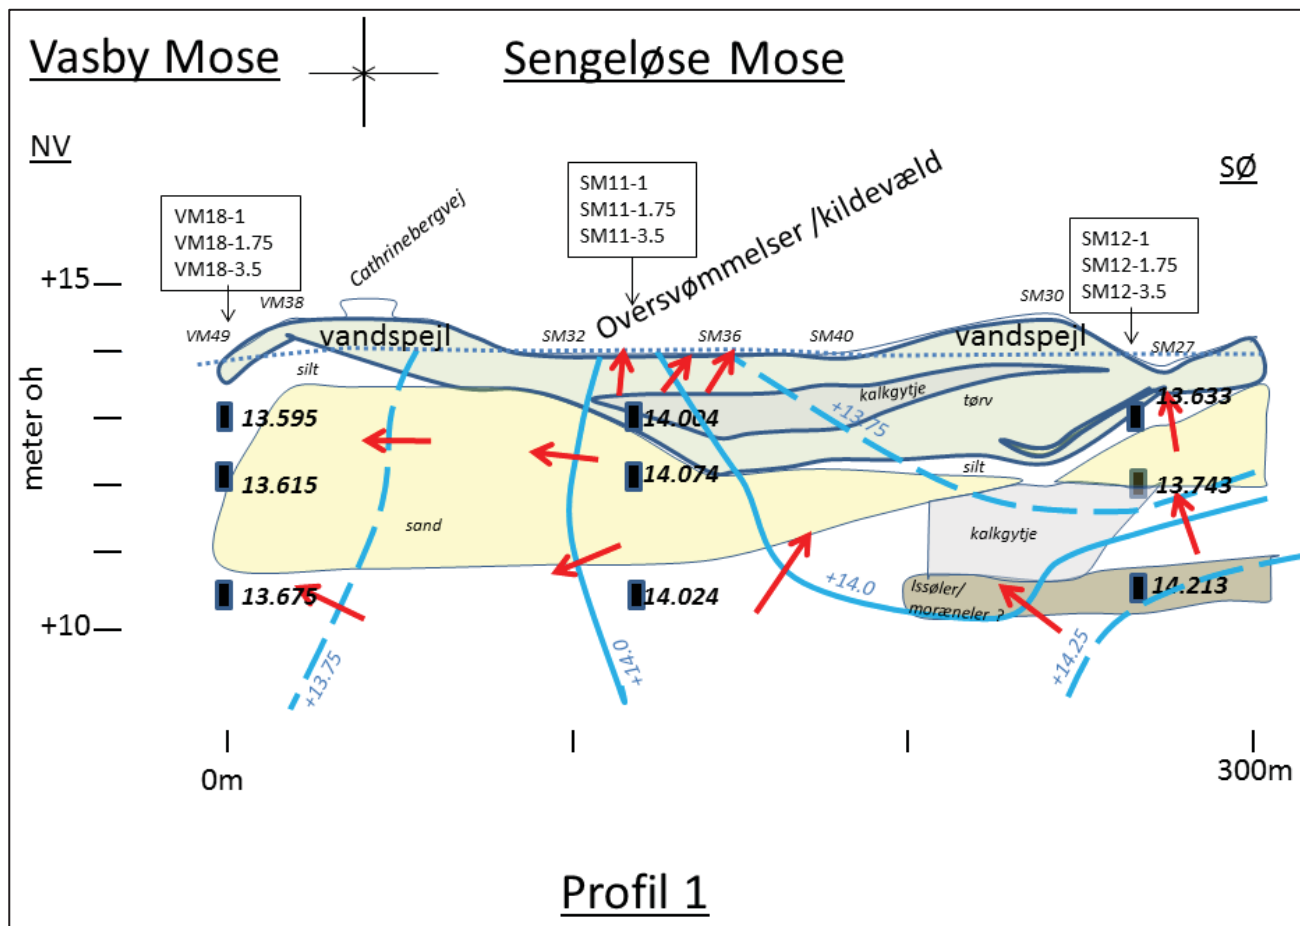 Vasby Mose
Sengeløse Mose
NV
SØ
VM18-1
VM18-1.75
VM18-3.5
Cathrinebergvej
SM11-1
SM11-1.75
SM11-3.5
Oversvømmelser /kildevæld
SM12-1
SM12-1.75
SM12-3.5
+15
meter oh
+10
VM49
VM38
SM32
SM36
SM40
SM30
SM27
vandspejl
vandspejl
silt
kalkgytje
tørv
13.595
14.004
+13.75
13.633
13.615
14.074
silt
13.743
sand
kalkgytje
13.675
14.024
+14.0
Issøler/
moræneler ?
14.213
+13.75
+14.0
+14.25
0m
300m
Profil 1